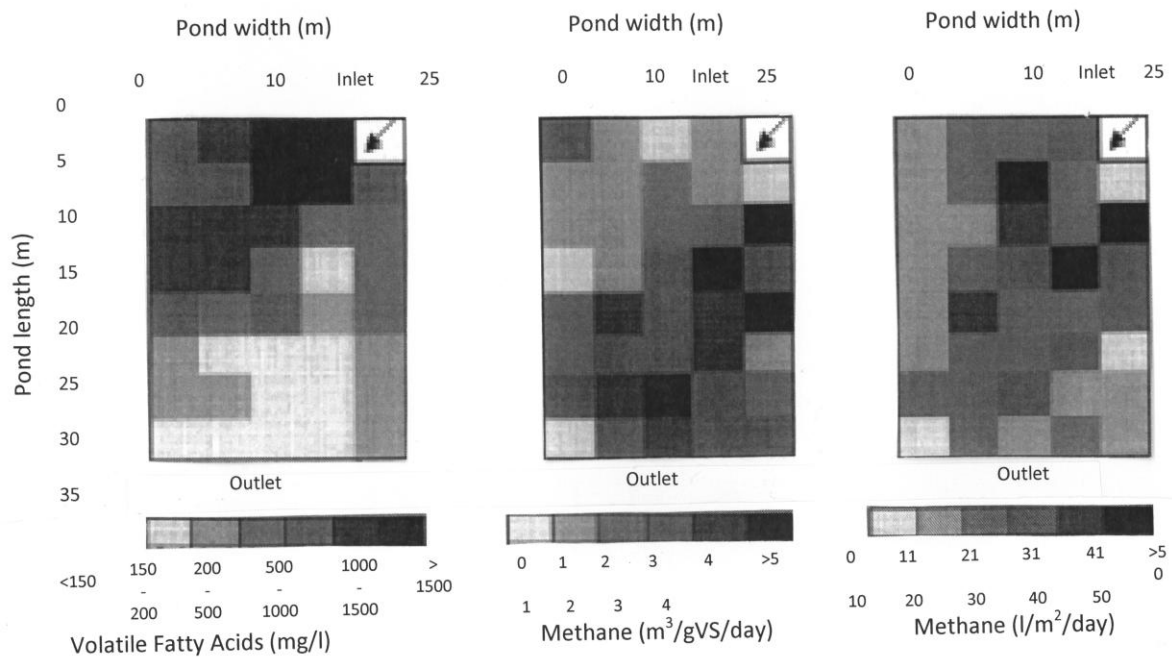 Pond width (m)
Pond width (m)
Pond width (m)
0 10 Inlet 25
0 10 Inlet 25
0 10 Inlet 25
Pond length (m)
0
5
10
15
20
25
30
35
Outlet
Outlet
Outlet
<150 150 200 500 1000 >
- - - - 1500
200 500 1000 1500
Volatile Fatty Acids (mg/l)
0 1 2 3 4 >5
1 2 3 4
Methane (m³/gVS/day)
0 11 21 31 41 >5
0
10 20 30 40 50
Methane (l/m²/day)